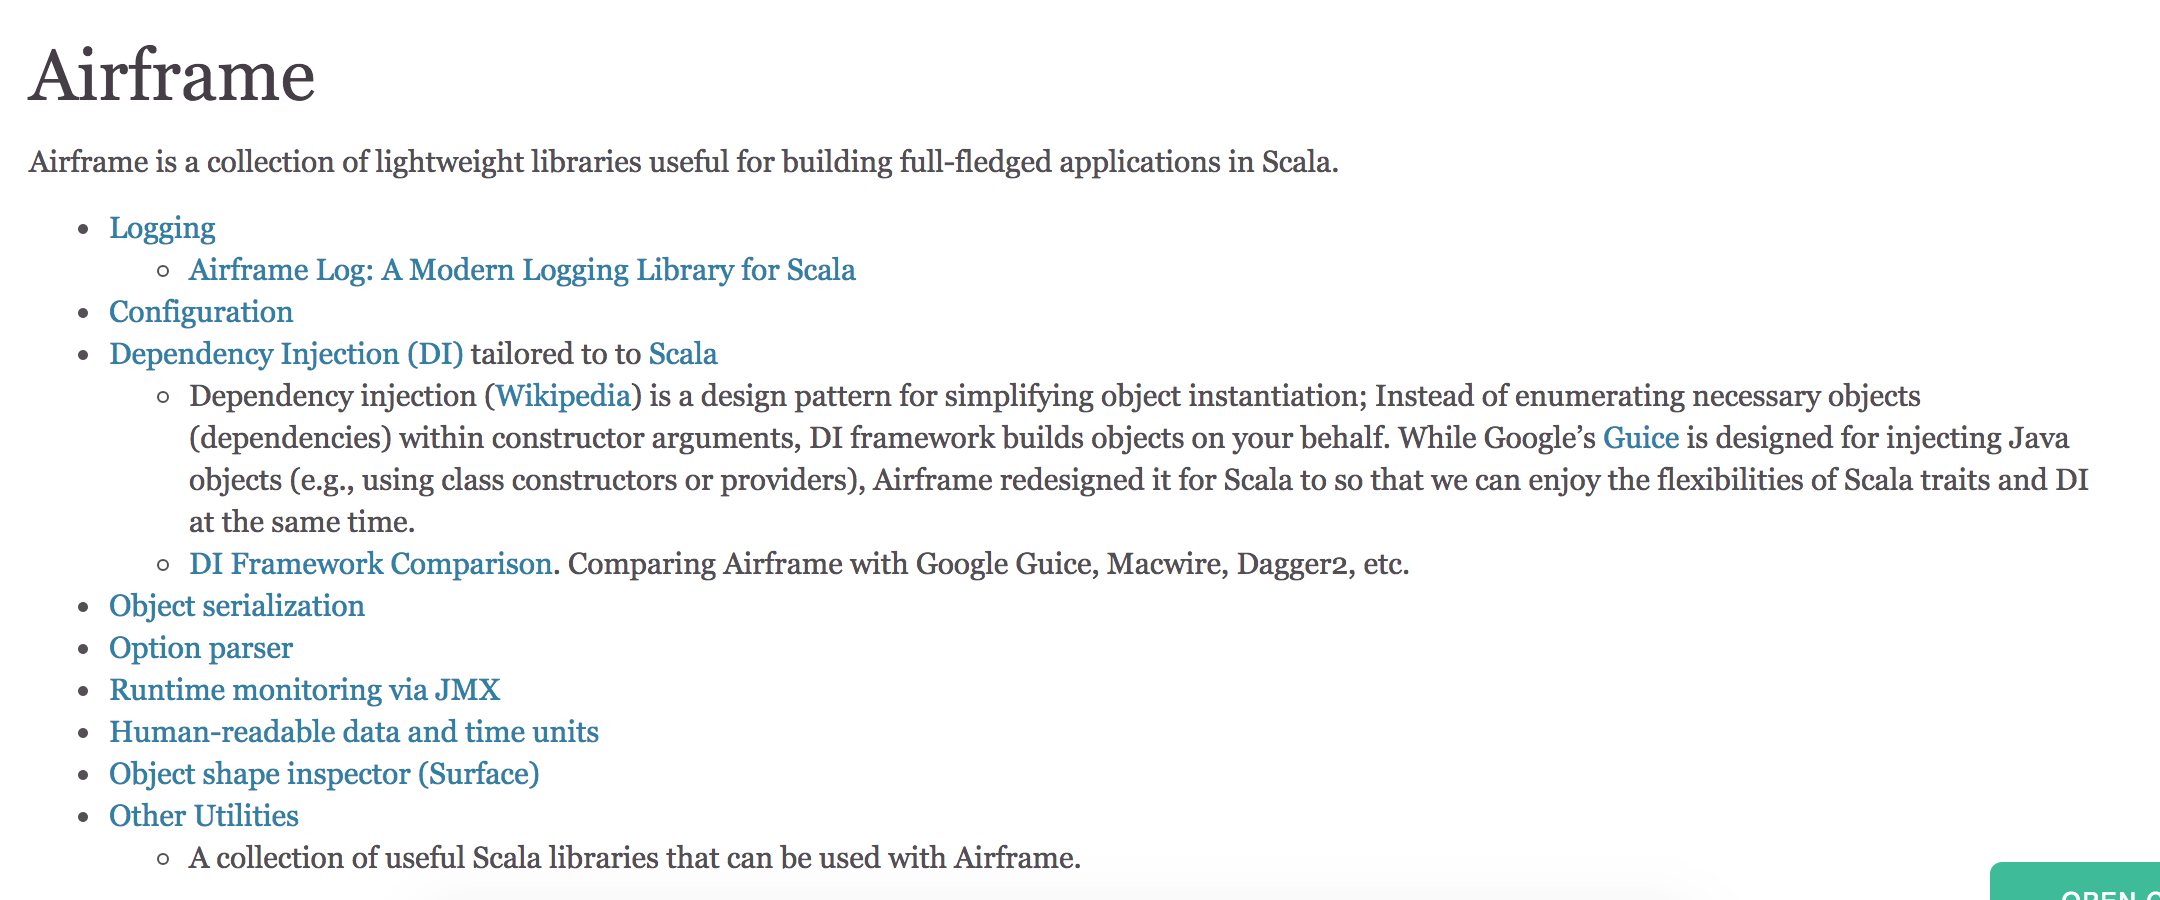 Airframe
Airframe is a collection of lightweight libraries useful for building full-fledged applications in Scala.
Logging
Airframe Log: A Modern Logging Library for Scala
Configuration
Dependency Injection (DI) tailored to to Scala
Dependency injection (Wikipedia) is a design pattern for simplifying object instantiation; Instead of enumerating necessary objects
(dependencies) within constructor arguments, DI framework builds objects on your behalf. While Google’s Guice is designed for injecting Java
objects (e.g., using class constructors or providers), Airframe redesigned it for Scala to so that we can enjoy the flexibilities of Scala traits and DI
at the same time.
DI Framework Comparison. Comparing Airframe with Google Guice, Macwire, Dagger2, etc.
Object serialization
Option parser
Runtime monitoring via JMX
Human-readable data and time units
Object shape inspector (Surface)
Other Utilities
A collection of useful Scala libraries that can be used with Airframe.
OPEN